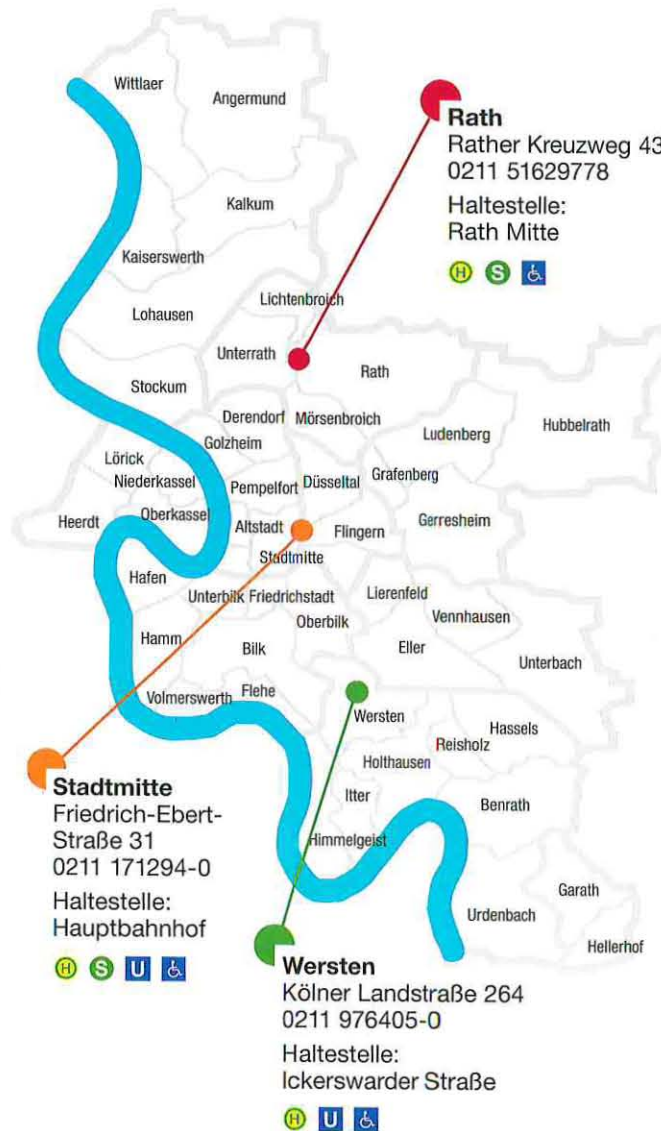 Wittlaer
Angermund
Rath
Rather Kreuzweg 43
0211 51629778
Haltestelle:
Rath Mitte
H S
Kalkum
Kaiserswerth
Lichtenbroich
Lohausen
Unterrath
Rath
Stockum
Derendorf
Mörsenbroich
Hubbelrath
Ludenberg
Golzheim
Lörick
Grafenberg
Niederkassel
Düsseltal
Pempelfort
Oberkassel
Heerdt
Altstadt
Flingern
Gerresheim
Stadtmitte
Hafen
Unterbilk
Friedrichstadt
Lierenfeld
Vennhausen
Oberbilk
Hamm
Bilk
Eller
Unterbach
Volmerswerth
Flehe
Wersten
Hassels
Reisholz
Holthausen
Itter
Benrath
Himmelgeist
Garath
Urdenbach
Hellerhof
Stadtmitte
Friedrich-Ebert-
Straße 31
0211 171294-0
Haltestelle:
Hauptbahnhof
H S U
Wersten
Kölner Landstraße 264
0211 976405-0
Haltestelle:
Ickerswarder Straße
H U